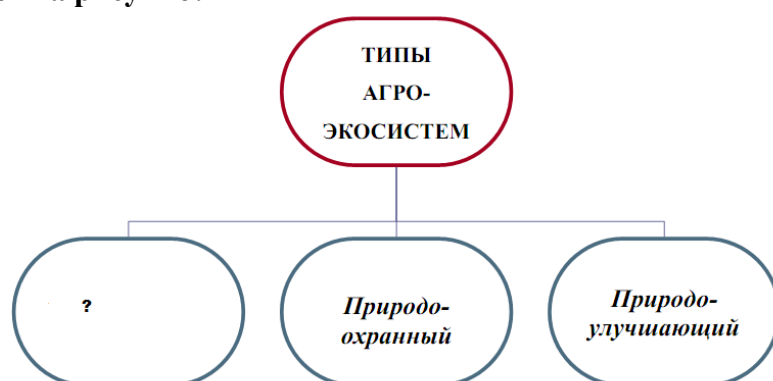 ТИПЫ
АГРО-
ЭКОСИСТЕМ
?
Природо-
охранный
Природо-
улучшающий